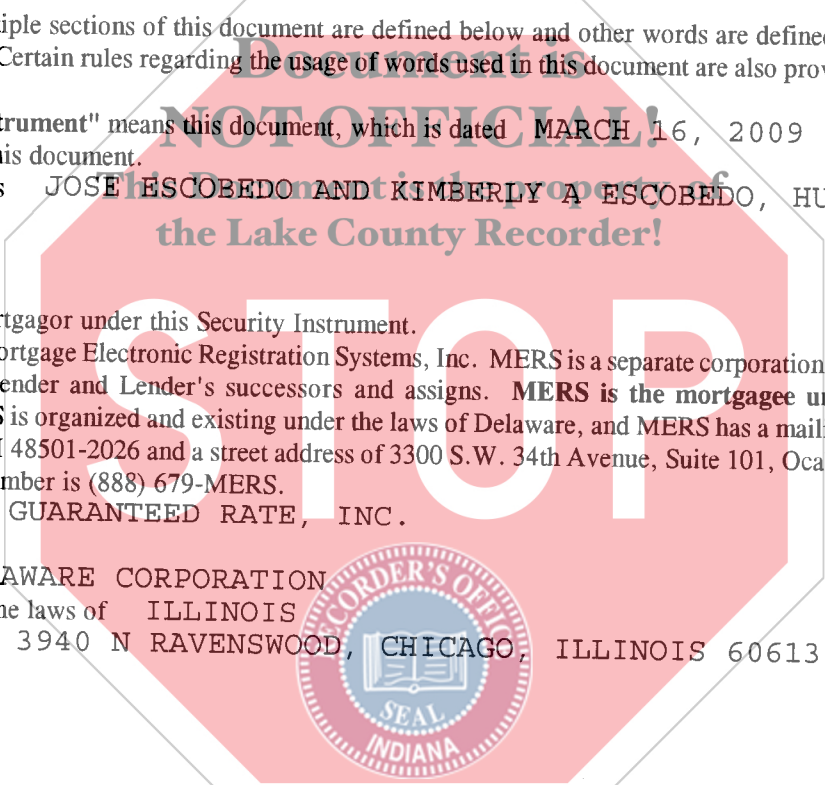 iple sections of this document are defined below and other words are define
Certain rules regarding the usage of words used in this document are also prov
Document is
NOT OFFICIAL!
This Document is the property of
the Lake County Recorder!
trument" means this document, which is dated MARCH 16, 2009
is document.
s JOSE ESCOBEDO AND KIMBERLY A ESCOBEDO, HU
STOP
rtgagor under this Security Instrument.
ortgage Electronic Registration Systems, Inc. MERS is a separate corporation
ender and Lender's successors and assigns. MERS is the mortgagee u
S is organized and existing under the laws of Delaware, and MERS has a maili
48501-2026 and a street address of 3300 S.W. 34th Avenue, Suite 101, Oca
mber is (888) 679-MERS.
GUARANTEED RATE, INC.
AWARE CORPORATION
he laws of ILLINOIS
3940 N RAVENSWOOD, CHICAGO, ILLINOIS 60613
RECORDER'S OFFIC
SEAL
INDIANA